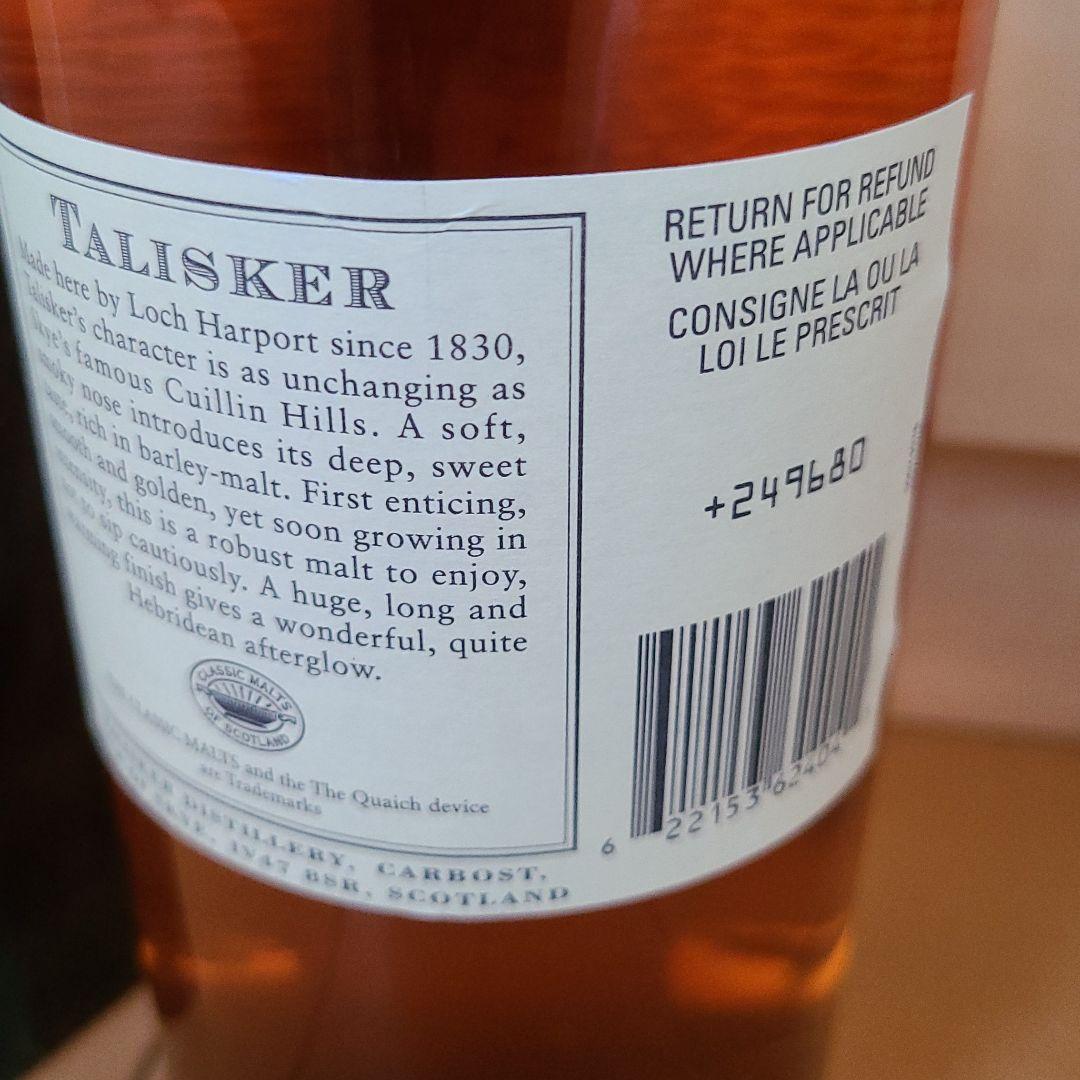 TALISKER
Made here by Loch Harport since 1830,
Talisker's character is as unchanging as
Skye's famous Cuillin Hills. A soft,
smoky nose introduces its deep, sweet
taste, rich in barley-malt. First enticing,
smooth and golden, yet soon growing in
intensity, this is a robust malt to enjoy,
to sip cautiously. A huge, long and
warming finish gives a wonderful, quite
Hebridean afterglow.
CLASSIC MALTS
OF SCOTLAND
CLASSIC MALTS and the The Quaich device
are Trademarks
DISTILLERY, CARBOST,
SKYE, IV47 8SR, SCOTLAND
RETURN FOR REFUND
WHERE APPLICABLE
CONSIGNE LA OU LA
LOI LE PRESCRIT
+249680
6 22153 62404